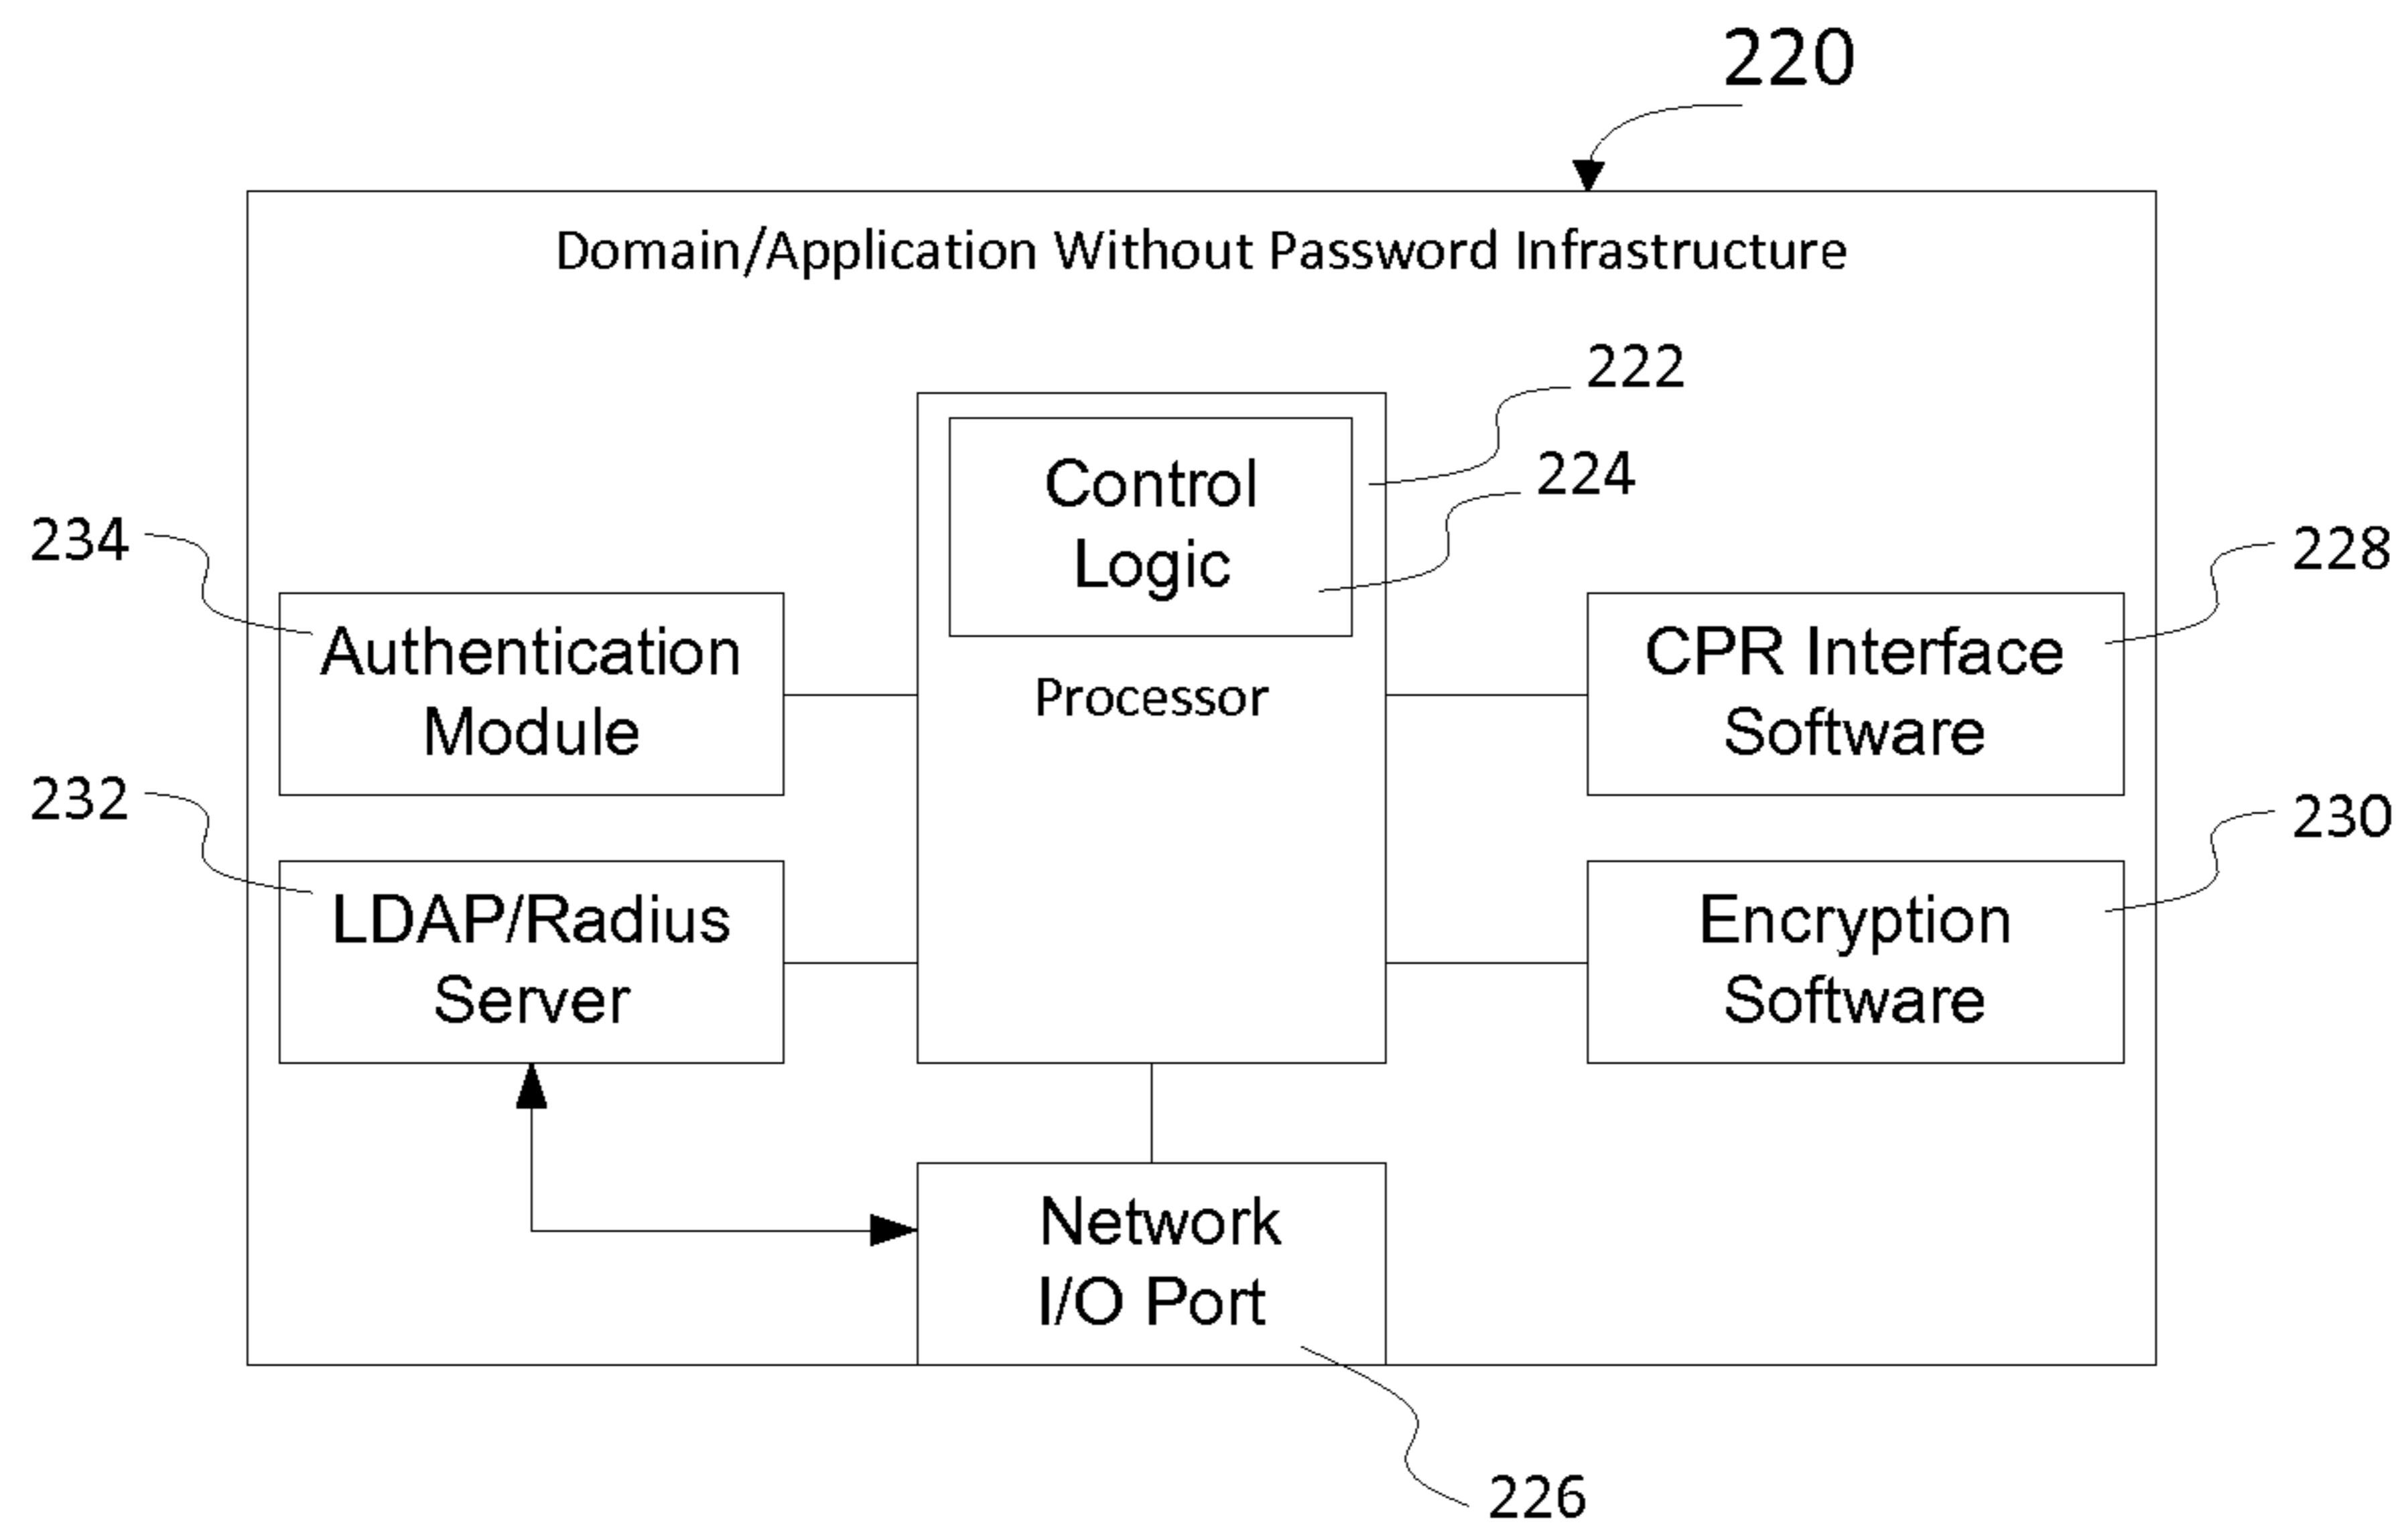 220
Domain/Application Without Password Infrastructure
222
Control
Logic
224
234
228
Authentication
Module
Processor
CPR Interface
Software
232
230
LDAP/Radius
Server
Encryption
Software
Network
I/O Port
226